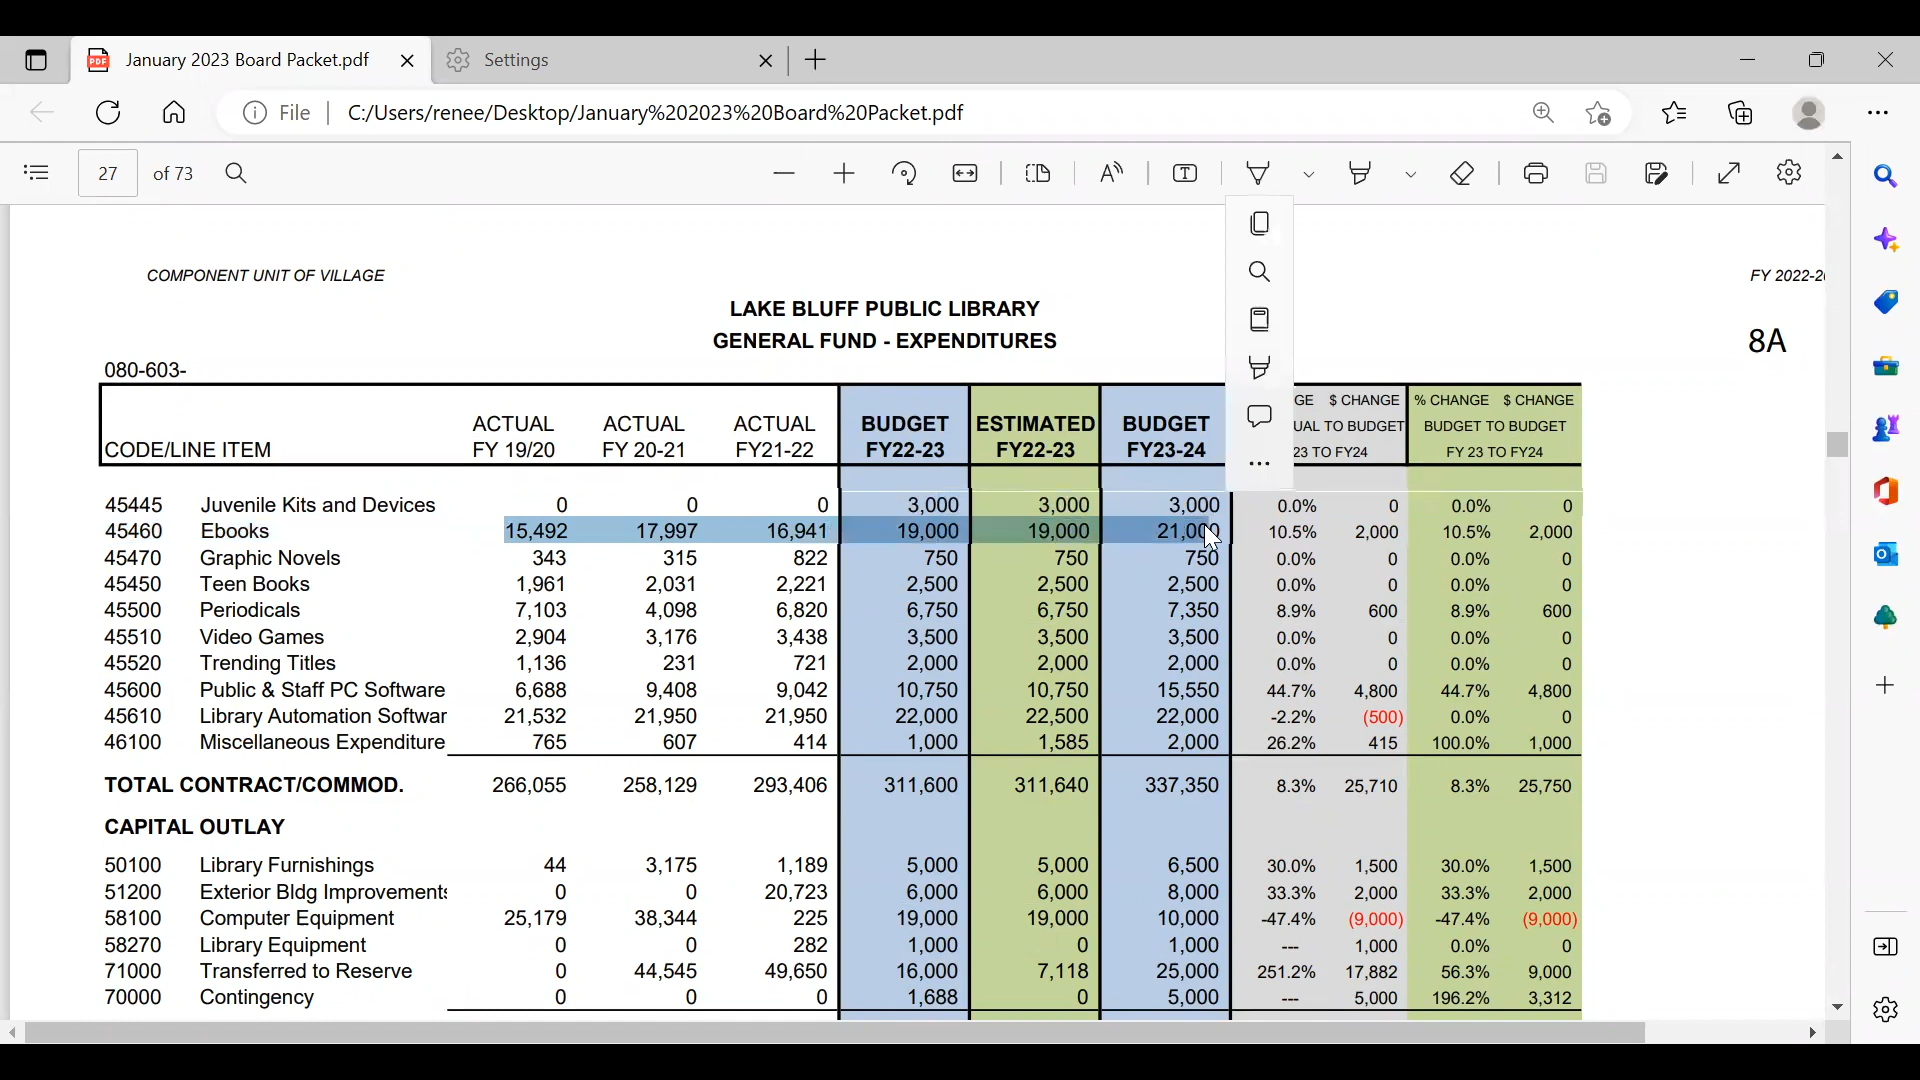 January 2023 Board Packet.pdf
Settings
File
C:/Users/renee/Desktop/January%202023%20Board%20Packet.pdf
27 of 73
COMPONENT UNIT OF VILLAGE FY 2022-2
LAKE BLUFF PUBLIC LIBRARY
GENERAL FUND - EXPENDITURES
8A
080-603-
CODE/LINE ITEM ACTUAL FY 19/20 ACTUAL FY 20-21 ACTUAL FY21-22 BUDGET FY22-23 ESTIMATED FY22-23 BUDGET FY23-24
GE $ CHANGE % CHANGE $ CHANGE
UAL TO BUDGET BUDGET TO BUDGET
23 TO FY24 FY 23 TO FY24
45445 Juvenile Kits and Devices 0 0 0 3,000 3,000 3,000 0.0% 0 0.0% 0
45460 Ebooks 15,492 17,997 16,941 19,000 19,000 21,000 10.5% 2,000 10.5% 2,000
45470 Graphic Novels 343 315 822 750 750 750 0.0% 0 0.0% 0
45450 Teen Books 1,961 2,031 2,221 2,500 2,500 2,500 0.0% 0 0.0% 0
45500 Periodicals 7,103 4,098 6,820 6,750 6,750 7,350 8.9% 600 8.9% 600
45510 Video Games 2,904 3,176 3,438 3,500 3,500 3,500 0.0% 0 0.0% 0
45520 Trending Titles 1,136 231 721 2,000 2,000 2,000 0.0% 0 0.0% 0
45600 Public & Staff PC Software 6,688 9,408 9,042 10,750 10,750 15,550 44.7% 4,800 44.7% 4,800
45610 Library Automation Softwar 21,532 21,950 21,950 22,000 22,500 22,000 -2.2% (500) 0.0% 0
46100 Miscellaneous Expenditure 765 607 414 1,000 1,585 2,000 26.2% 415 100.0% 1,000
TOTAL CONTRACT/COMMOD. 266,055 258,129 293,406 311,600 311,640 337,350 8.3% 25,710 8.3% 25,750
CAPITAL OUTLAY
50100 Library Furnishings 44 3,175 1,189 5,000 5,000 6,500 30.0% 1,500 30.0% 1,500
51200 Exterior Bldg Improvements 0 0 20,723 6,000 6,000 8,000 33.3% 2,000 33.3% 2,000
58100 Computer Equipment 25,179 38,344 225 19,000 19,000 10,000 -47.4% (9,000) -47.4% (9,000)
58270 Library Equipment 0 0 282 1,000 0 1,000 --- 1,000 0.0% 0
71000 Transferred to Reserve 0 44,545 49,650 16,000 7,118 25,000 251.2% 17,882 56.3% 9,000
70000 Contingency 0 0 0 1,688 0 5,000 --- 5,000 196.2% 3,312